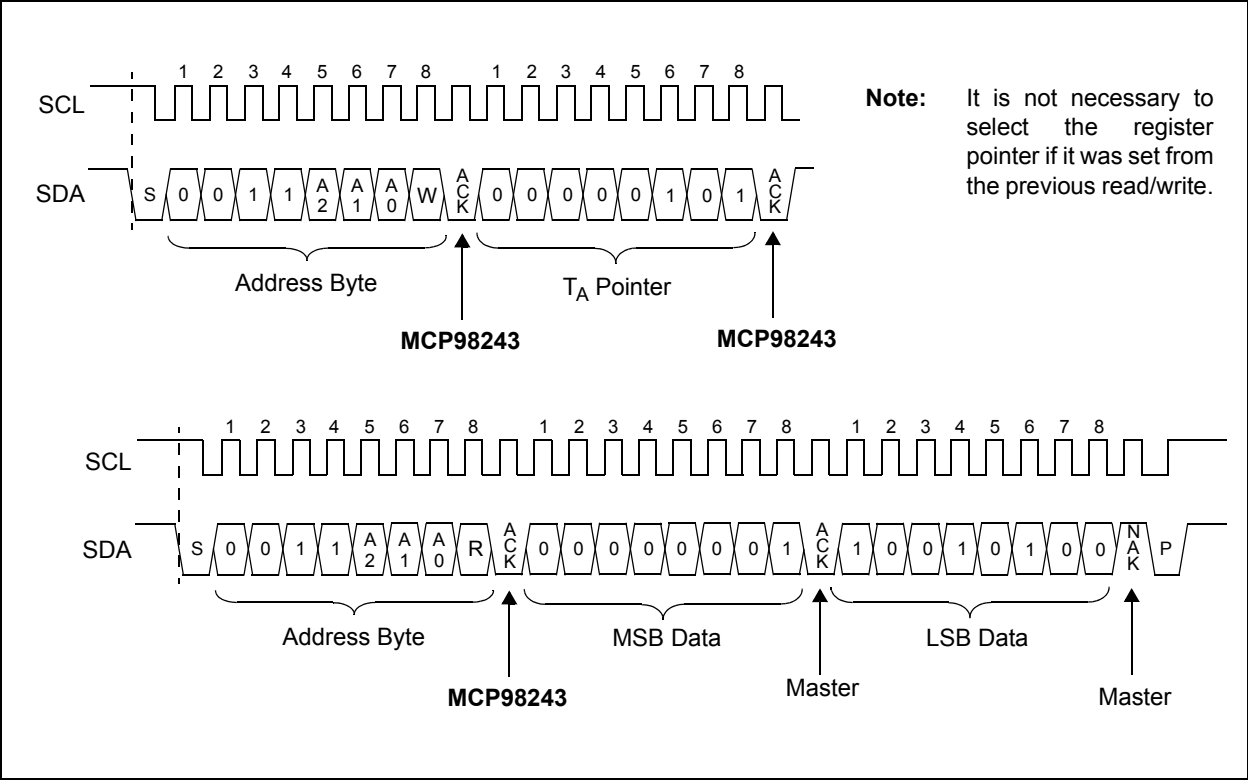 1 2 3 4 5 6 7 8 1 2 3 4 5 6 7 8
SCL
SDA
S 0 0 1 1 A2 A1 A0 W ACK 0 0 0 0 0 1 0 1 ACK
Address Byte
TA Pointer
MCP98243
MCP98243
Note: It is not necessary to
select the register
pointer if it was set from
the previous read/write.
1 2 3 4 5 6 7 8 1 2 3 4 5 6 7 8 1 2 3 4 5 6 7 8
SCL
SDA
S 0 0 1 1 A2 A1 A0 R ACK 0 0 0 0 0 0 0 1 ACK 1 0 0 1 0 1 0 0 NAK P
Address Byte
MSB Data
LSB Data
MCP98243
Master
Master